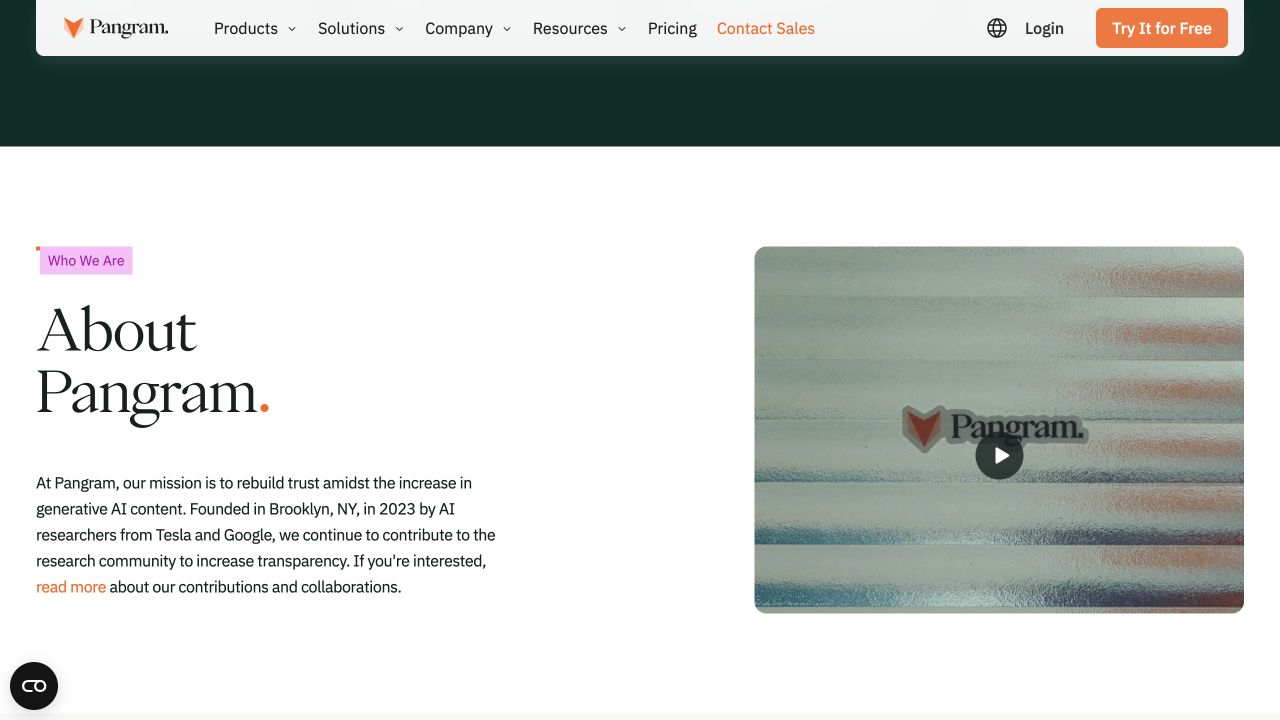 Pangram.
Products
Solutions
Company
Resources
Pricing
Contact Sales
Login
Try It for Free
Who We Are
About
Pangram.
Pangram.
At Pangram, our mission is to rebuild trust amidst the increase in
generative AI content. Founded in Brooklyn, NY, in 2023 by AI
researchers from Tesla and Google, we continue to contribute to the
research community to increase transparency. If you're interested,
read more about our contributions and collaborations.